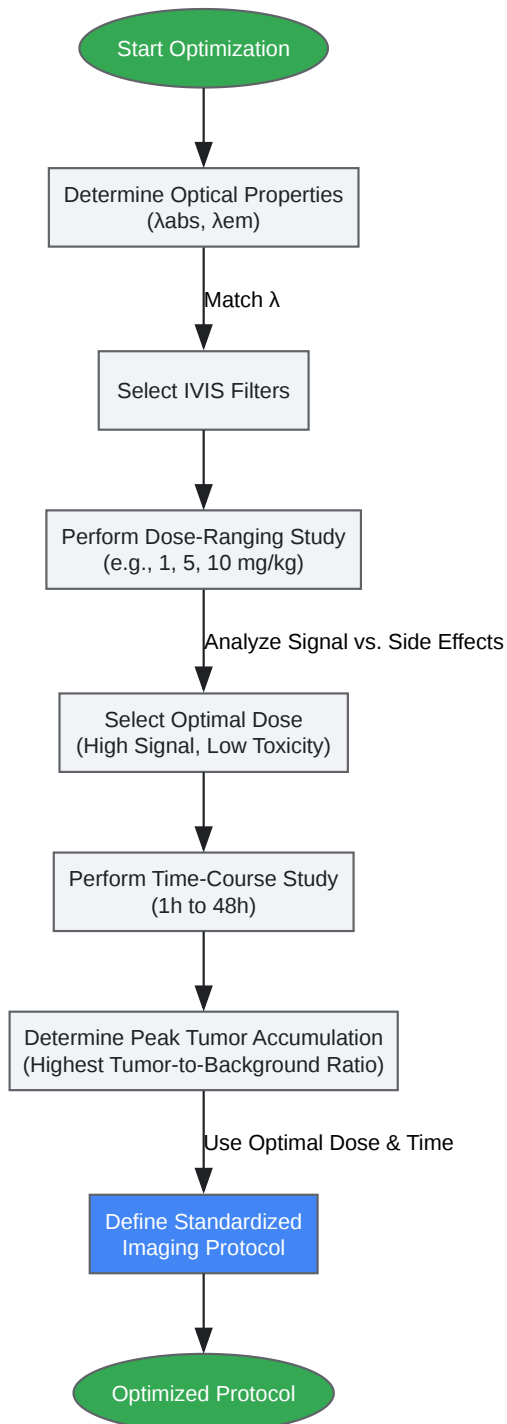 Start Optimization
Determine Optical Properties
(λabs, λem)
Match λ
Select IVIS Filters
Perform Dose-Ranging Study
(e.g., 1, 5, 10 mg/kg)
Analyze Signal vs. Side Effects
Select Optimal Dose
(High Signal, Low Toxicity)
Perform Time-Course Study
(1h to 48h)
Determine Peak Tumor Accumulation
(Highest Tumor-to-Background Ratio)
Use Optimal Dose & Time
Define Standardized
Imaging Protocol
Optimized Protocol